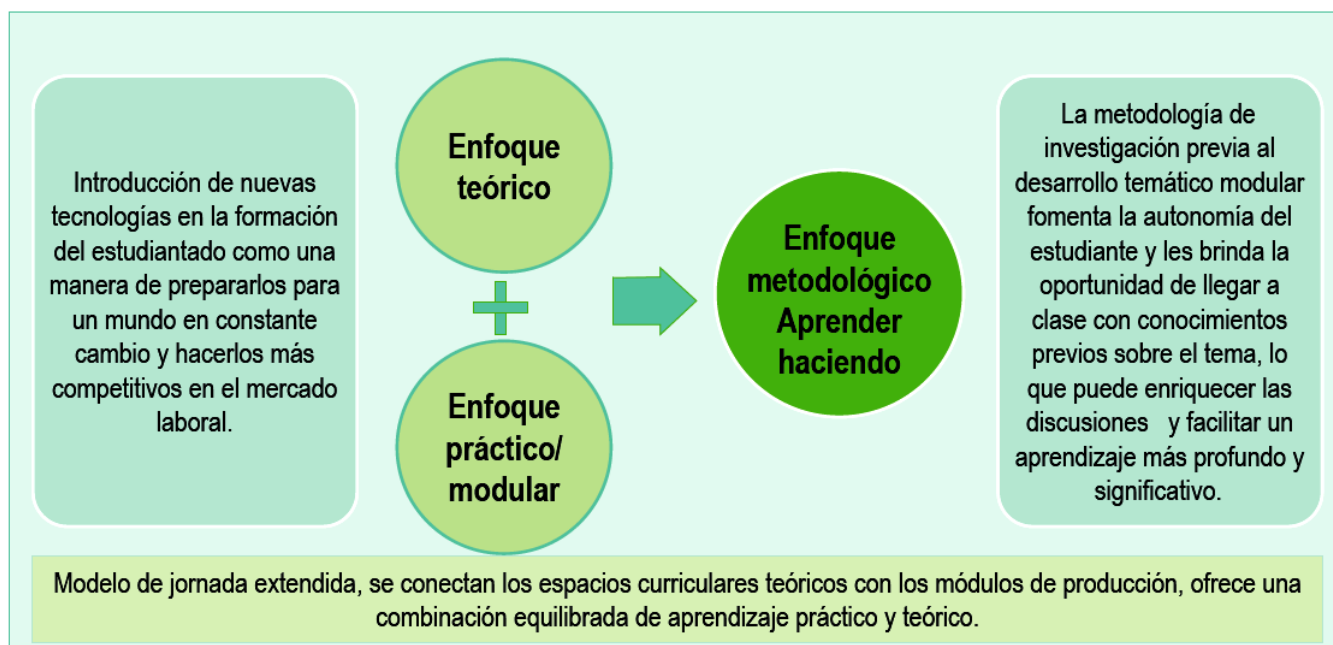 Introducción de nuevas
tecnologías en la formación
del estudiantado como una
manera de prepararlos para
un mundo en constante
cambio y hacerlos más
competitivos en el mercado
laboral.
Enfoque
teórico
Enfoque
práctico/
modular
Enfoque
metodológico
Aprender
haciendo
La metodología de
investigación previa al
desarrollo temático modular
fomenta la autonomía del
estudiante y les brinda la
oportunidad de llegar a
clase con conocimientos
previos sobre el tema, lo
que puede enriquecer las
discusiones y facilitar un
aprendizaje más profundo y
significativo.
Modelo de jornada extendida, se conectan los espacios curriculares teóricos con los módulos de producción, ofrece una
combinación equilibrada de aprendizaje práctico y teórico.